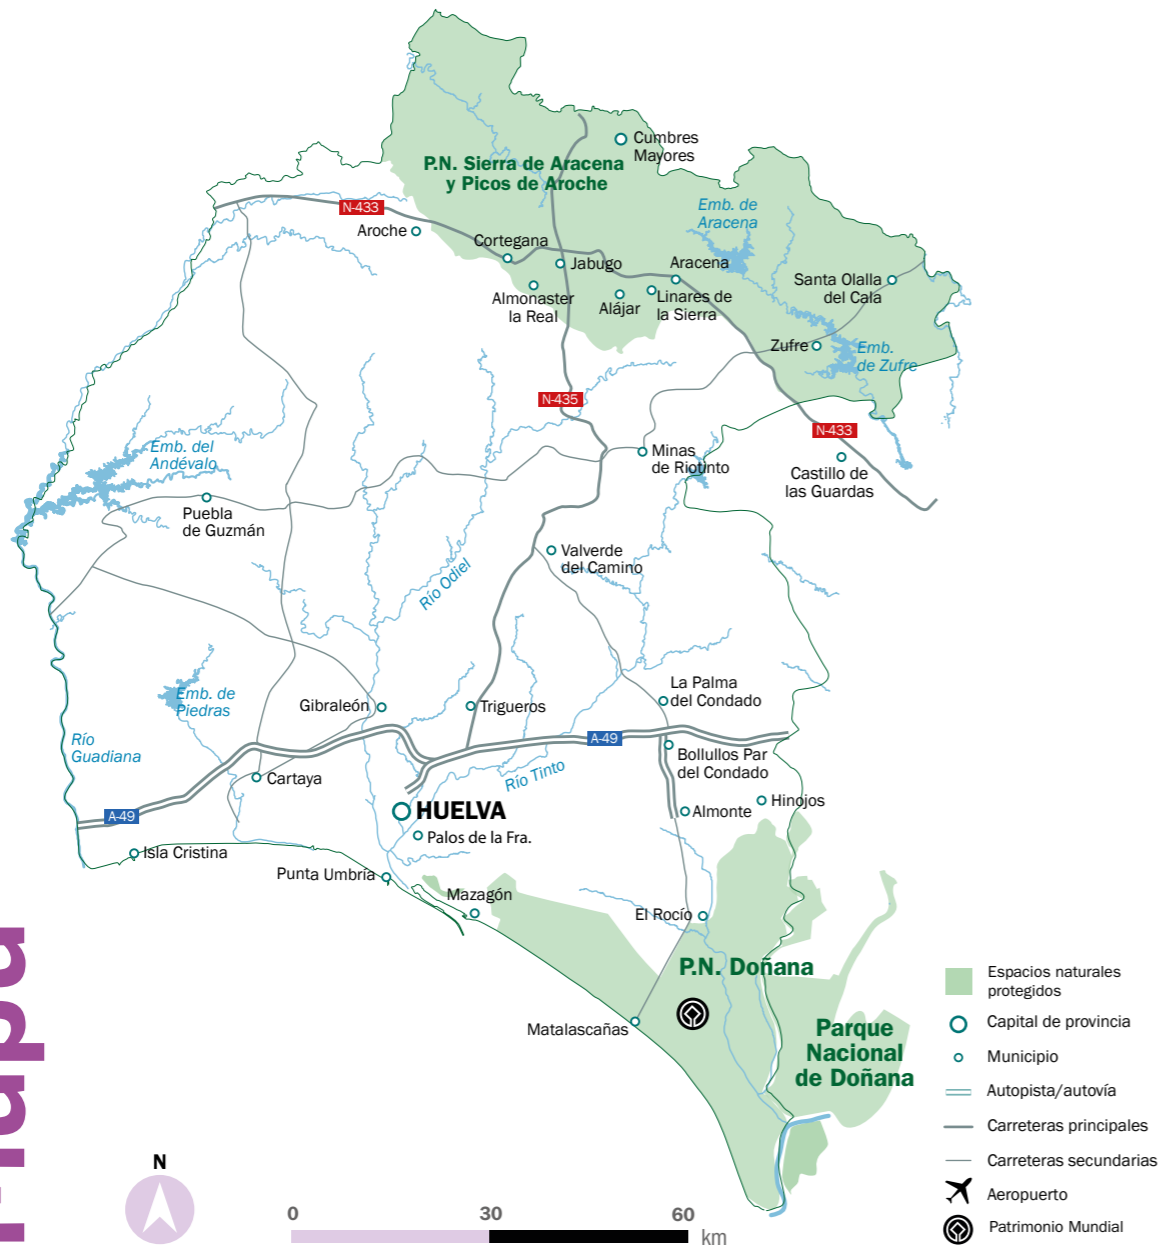 Cumbres
Mayores
P.N. Sierra de Aracena
y Picos de Aroche
Emb. de
Aracena
N-433
Aroche
Cortegana
Jabugo
Aracena
Santa Olalla
del Cala
Almonaster
la Real
Alájar
Linares de
la Sierra
Zufre
Emb.
de Zufre
N-435
N-433
Emb. del
Andévalo
Minas
de Riotinto
Castillo de
las Guardas
Puebla
de Guzmán
Valverde
del Camino
Río Odiel
Emb. de
Piedras
Gibraleón
Trigueros
La Palma
del Condado
Río
Guadiana
A-49
Bollullos Par
del Condado
Cartaya
Río Tinto
Hinojos
Almonte
A-49
HUELVA
Palos de la Fra.
Isla Cristina
Punta Umbria
Mazagón
El Rocío
P.N. Doñana
Matalascañas
Parque
Nacional
de Doñana
Mapa
Espacios naturales
protegidos
Capital de provincia
Municipio
Autopista/autovía
Carreteras principales
Carreteras secundarias
Aeropuerto
Patrimonio Mundial
N
0 30 60
km